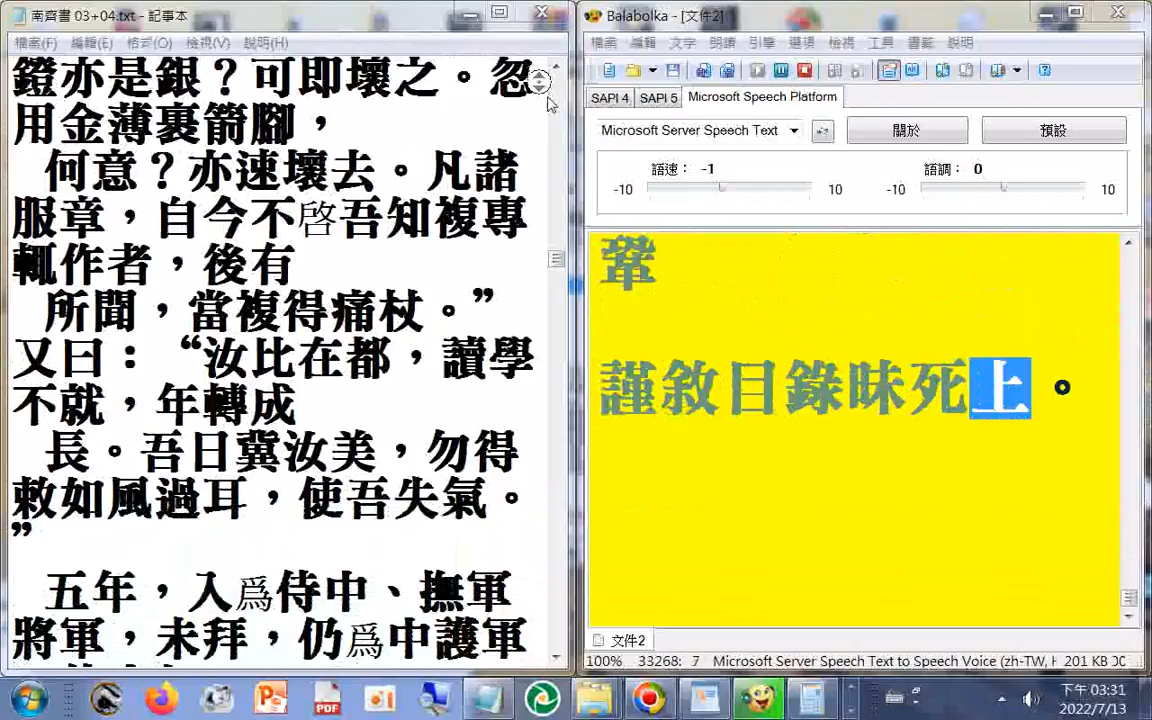 南齊書 03+04.txt - 記事本
檔案(F) 編輯(E) 格式(O) 檢視(V) 說明(H)
鐙亦是銀？可即壞之。忽
用金薄裹箭腳，
何意？亦速壞去。凡諸
服章，自今不啓吾知複專
輒作者，後有
所聞，當複得痛杖。”
又曰：“汝比在都，讀學
不就，年轉成
長。吾日冀汝美，勿得
敕如風過耳，使吾失氣。
”
五年，入爲侍中、撫軍
將軍，未拜，仍爲中護軍
Balabolka - [文件2]
檔案 編輯 文字 朗讀 引擎 選項 檢視 工具 書籤 說明
SAPI 4 SAPI 5 Microsoft Speech Platform
Microsoft Server Speech Text 關於 預設
語速： -1 語調： 0
-10 10 -10 10
鞏
謹敘目錄昧死上。
文件2
100% 33268: 7 Microsoft Server Speech Text to Speech Voice (zh-TW, H 201 KB
PDF
下午 03:31
2022/7/13